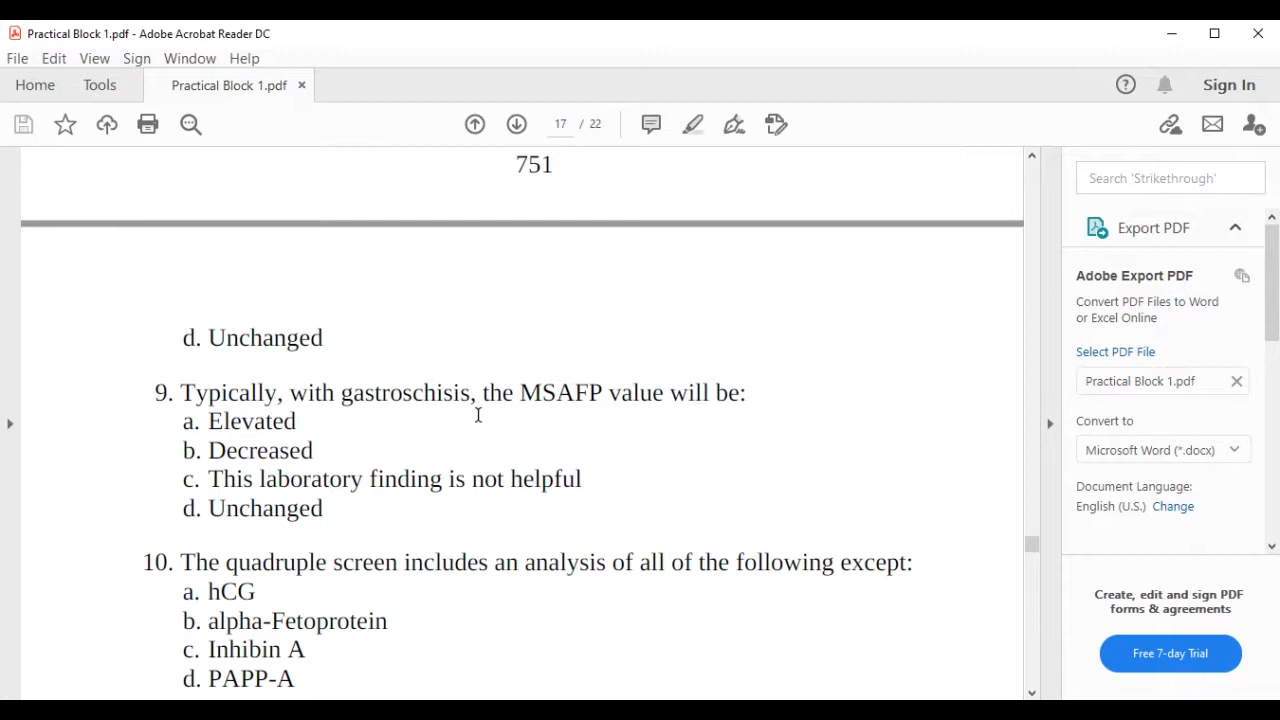 Practical Block 1.pdf - Adobe Acrobat Reader DC
File Edit View Sign Window Help
Home Tools Practical Block 1.pdf × Sign In
17 / 22
751
d. Unchanged
9. Typically, with gastroschisis, the MSAFP value will be:
a. Elevated
b. Decreased
c. This laboratory finding is not helpful
d. Unchanged
10. The quadruple screen includes an analysis of all of the following except:
a. hCG
b. alpha-Fetoprotein
c. Inhibin A
d. PAPP-A
Search 'Strikethrough'
Export PDF
Adobe Export PDF
Convert PDF Files to Word
or Excel Online
Select PDF File
Practical Block 1.pdf
Convert to
Microsoft Word (*.docx)
Document Language:
English (U.S.) Change
Create, edit and sign PDF
forms & agreements
Free 7-day Trial